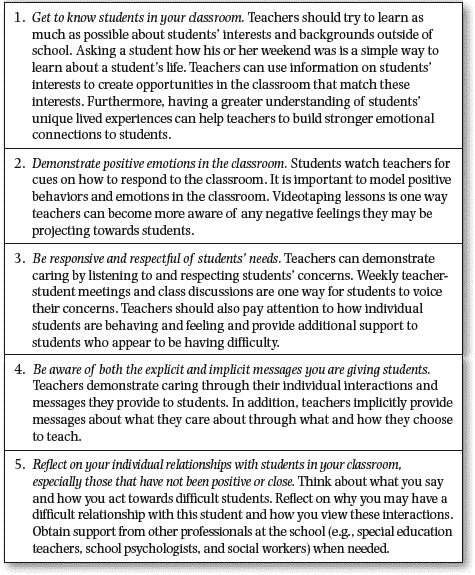 1. Get to know students in your classroom. Teachers should try to learn as
much as possible about students' interests and backgrounds outside of
school. Asking a student how his or her weekend was is a simple way to
learn about a student's life. Teachers can use information on students'
interests to create opportunities in the classroom that match these
interests. Furthermore, having a greater understanding of students'
unique lived experiences can help teachers to build stronger emotional
connections to students.
2. Demonstrate positive emotions in the classroom. Students watch teachers for
cues on how to respond to the classroom. It is important to model positive
behaviors and emotions in the classroom. Videotaping lessons is one way
teachers can become more aware of any negative feelings they may be
projecting towards students.
3. Be responsive and respectful of students' needs. Teachers can demonstrate
caring by listening to and respecting students' concerns. Weekly teacher-
student meetings and class discussions are one way for students to voice
their concerns. Teachers should also pay attention to how individual
students are behaving and feeling and provide additional support to
students who appear to be having difficulty.
4. Be aware of both the explicit and implicit messages you are giving students.
Teachers demonstrate caring through their individual interactions and
messages they provide to students. In addition, teachers implicitly provide
messages about what they care about through what and how they choose
to teach.
5. Reflect on your individual relationships with students in your classroom,
especially those that have not been positive or close. Think about what you say
and how you act towards difficult students. Reflect on why you may have a
difficult relationship with this student and how you view these interactions.
Obtain support from other professionals at the school (e.g., special education
teachers, school psychologists, and social workers) when needed.